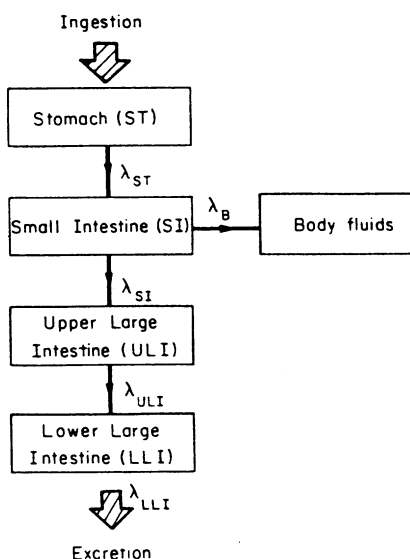 Ingestion
Stomach (ST)
λST
Small Intestine (SI)
λB
Body fluids
λSI
Upper Large
Intestine (ULI)
λULI
Lower Large
Intestine (LLI)
λLLI
Excretion